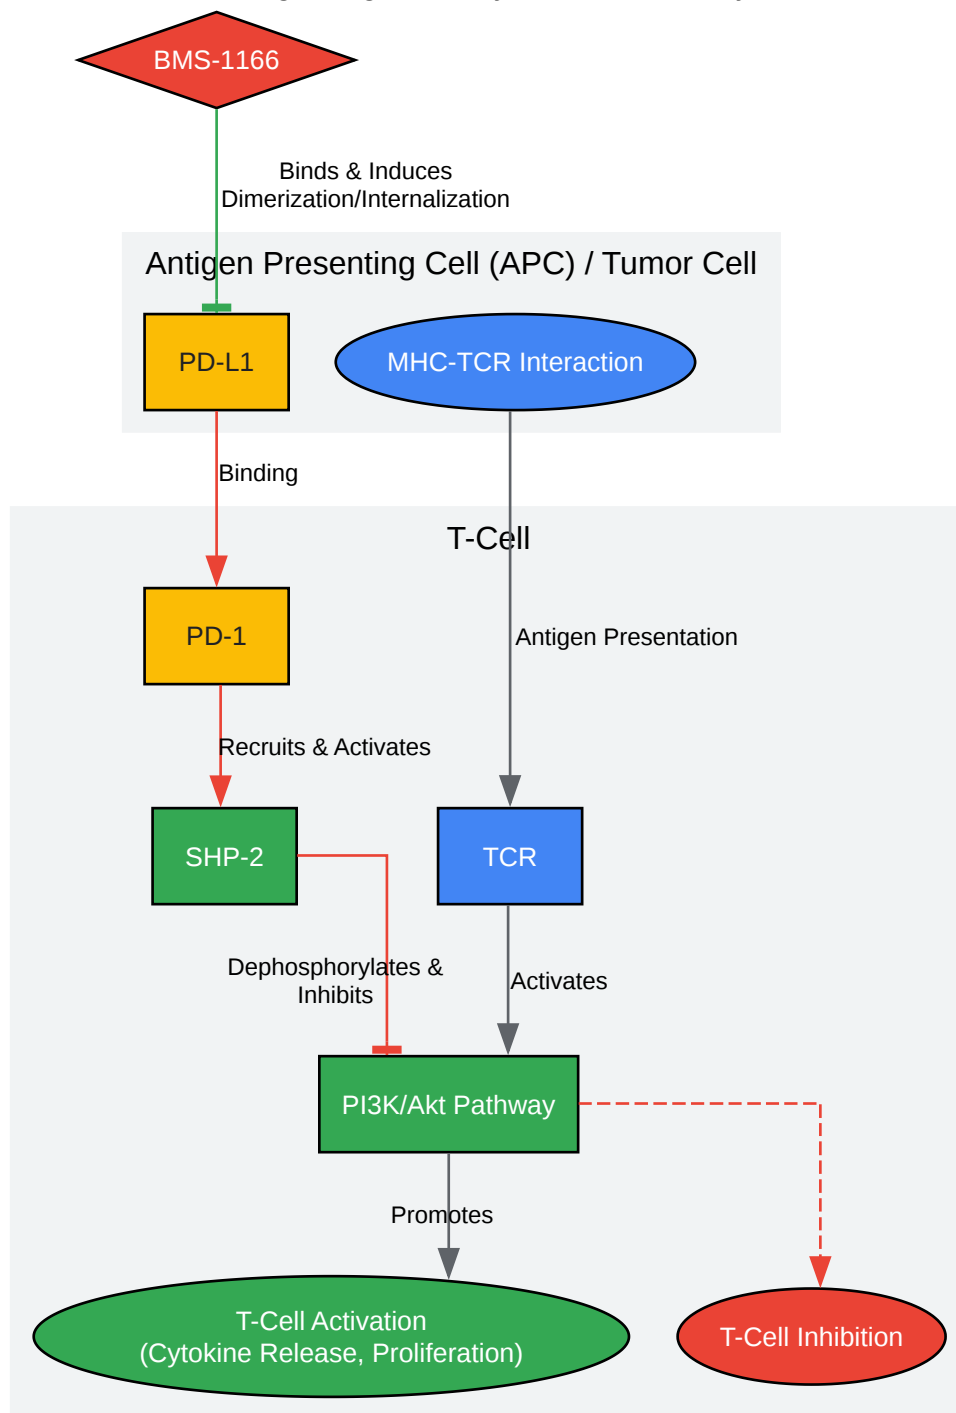 BMS-1166
Binds & Induces
Dimerization/Internalization
Antigen Presenting Cell (APC) / Tumor Cell
PD-L1
MHC-TCR Interaction
Binding
T-Cell
PD-1
Antigen Presentation
Recruits & Activates
SHP-2
TCR
Dephosphorylates &
Inhibits
Activates
PI3K/Akt Pathway
Promotes
T-Cell Activation
(Cytokine Release, Proliferation)
T-Cell Inhibition